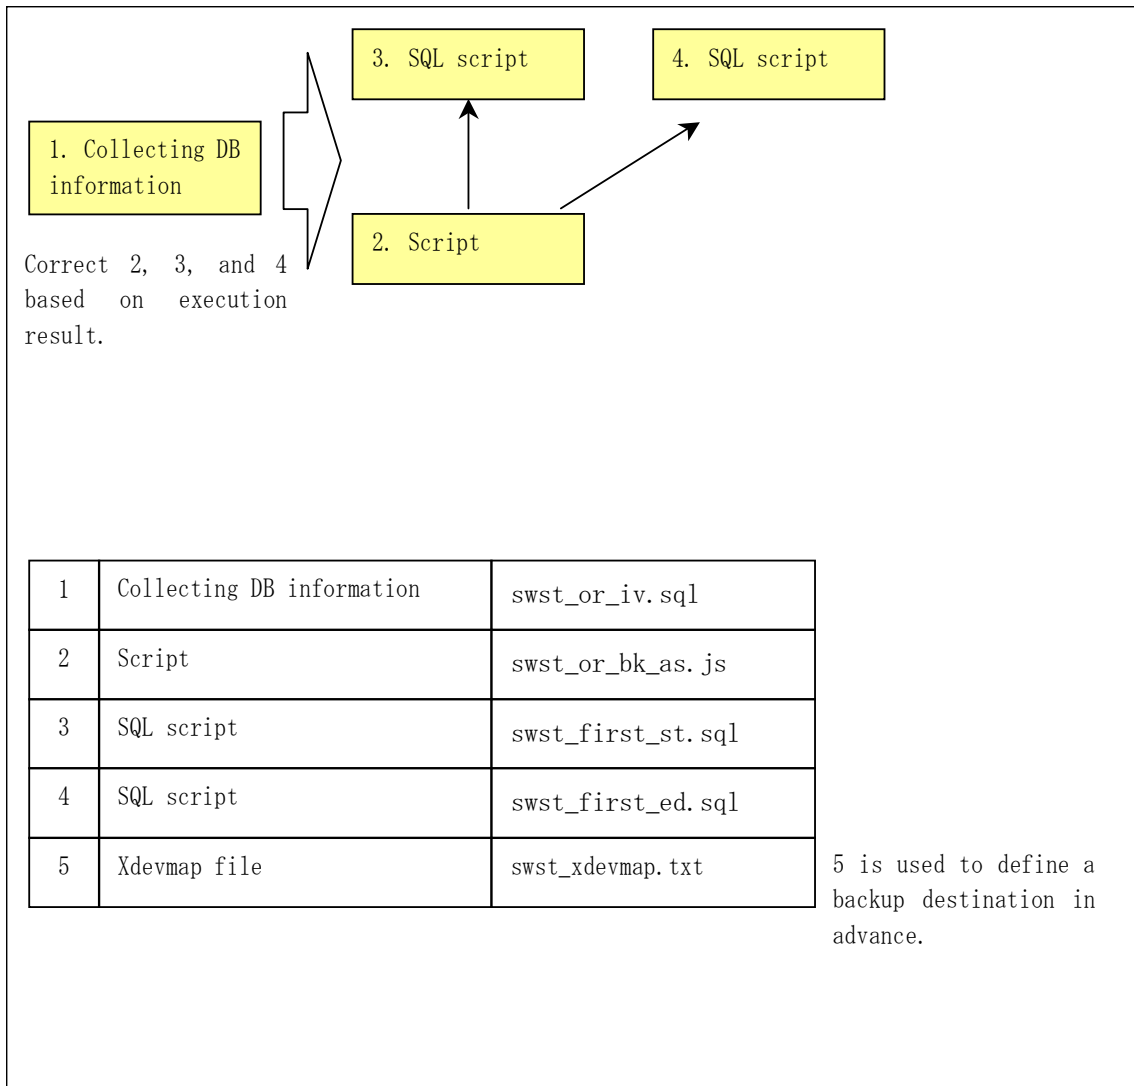 3. SQL script
4. SQL script
1. Collecting DB
information
2. Script
Correct 2, 3, and 4
based on execution
result.
1 Collecting DB information swst_or_iv.sql
2 Script swst_or_bk_as.js
3 SQL script swst_first_st.sql
4 SQL script swst_first_ed.sql
5 Xdevmap file swst_xdevmap.txt
5 is used to define a
backup destination in
advance.